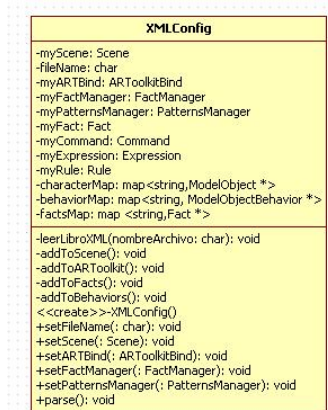 XMLConfig
-myScene: Scene
-fileName: char
-myARTBind: ARToolkitBind
-myFactManager: FactManager
-myPatternsManager: PatternsManager
-myFact: Fact
-myCommand: Command
-myExpression: Expression
-myRule: Rule
-characterMap: map<string,ModelObject *>
-behaviorMap: map<string, ModelObjectBehavior *>
-factsMap: map <string,Fact *>
-leerLibroXML(nombreArchivo: char): void
-addToScene(): void
-addToARToolkit(): void
-addToFacts(): void
-addToBehaviors(): void
<<create>>-XMLConfig()
+setFileName(: char): void
+setScene(: Scene): void
+setARTBind(: ARToolkitBind): void
+setFactManager(: FactManager): void
+setPatternsManager(: PatternsManager): void
+parse(): void